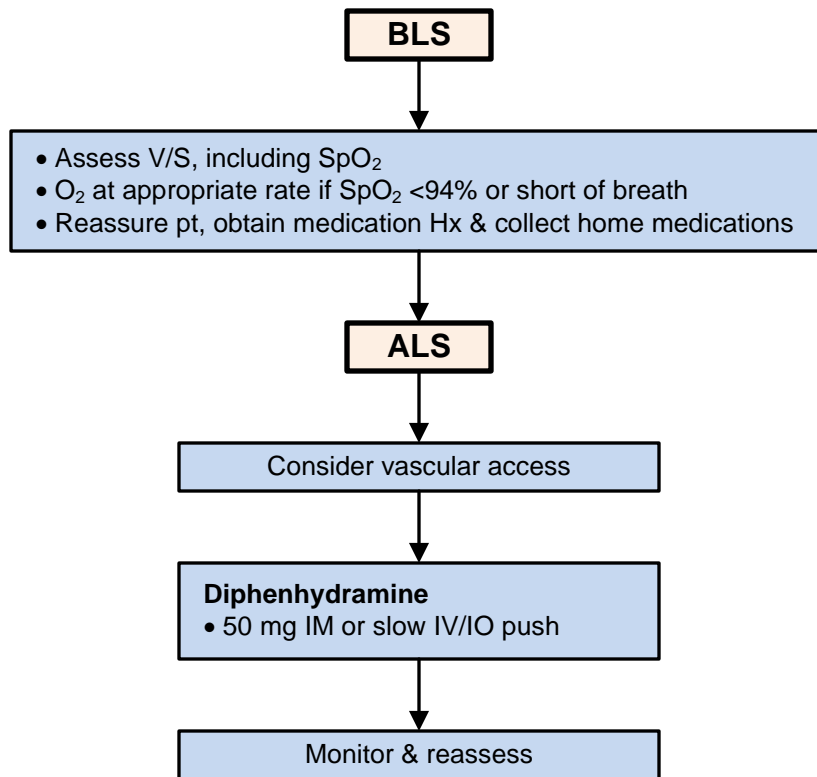 BLS
• Assess V/S, including SpO₂
• O₂ at appropriate rate if SpO₂ <94% or short of breath
• Reassure pt, obtain medication Hx & collect home medications
ALS
Consider vascular access
Diphenhydramine
• 50 mg IM or slow IV/IO push
Monitor & reassess